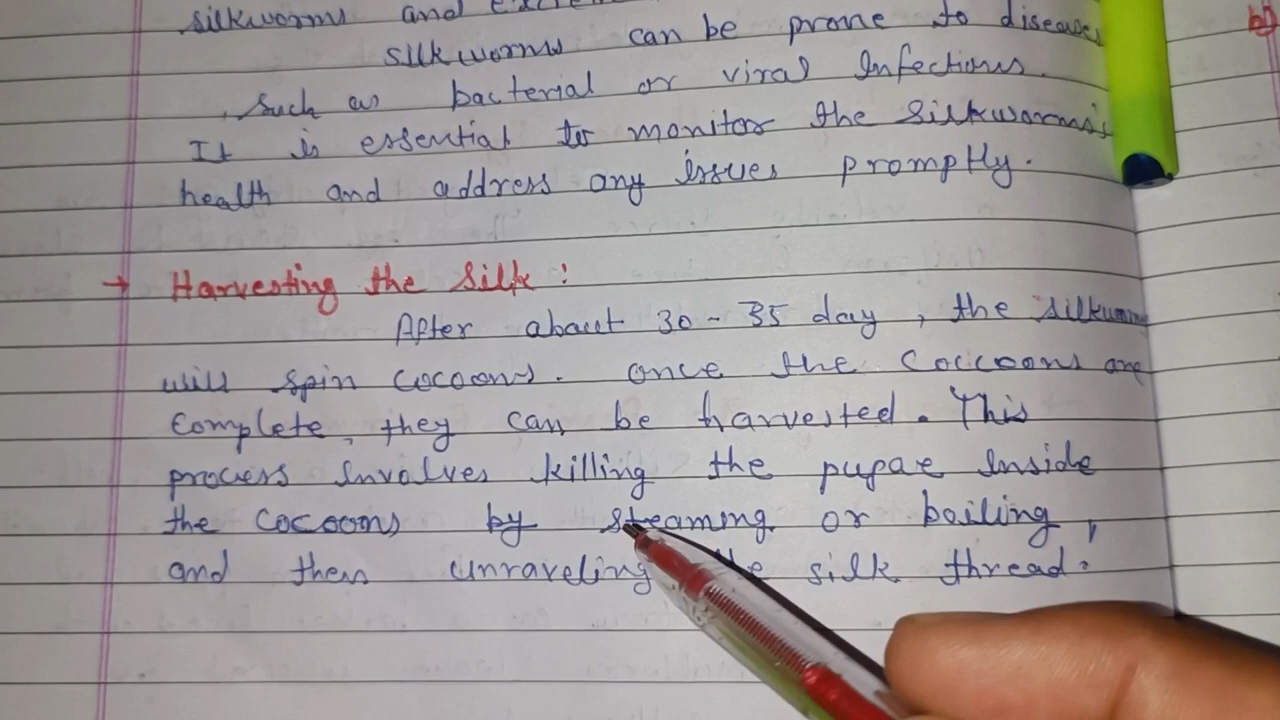 silkworms and
silkworms can be prone to diseases
such as bacterial or viral Infections.
It is essential to monitor the silkworms's
health and address any issues promptly.
→ Harvesting the Silk:
After about 30-35 day, the silkworm
will spin cocoons. once the Coccoons are
complete, they can be harvested. This
process Involves killing the pupae Inside
the cocoons by steaming or boiling,
and then unraveling the silk thread.
b)